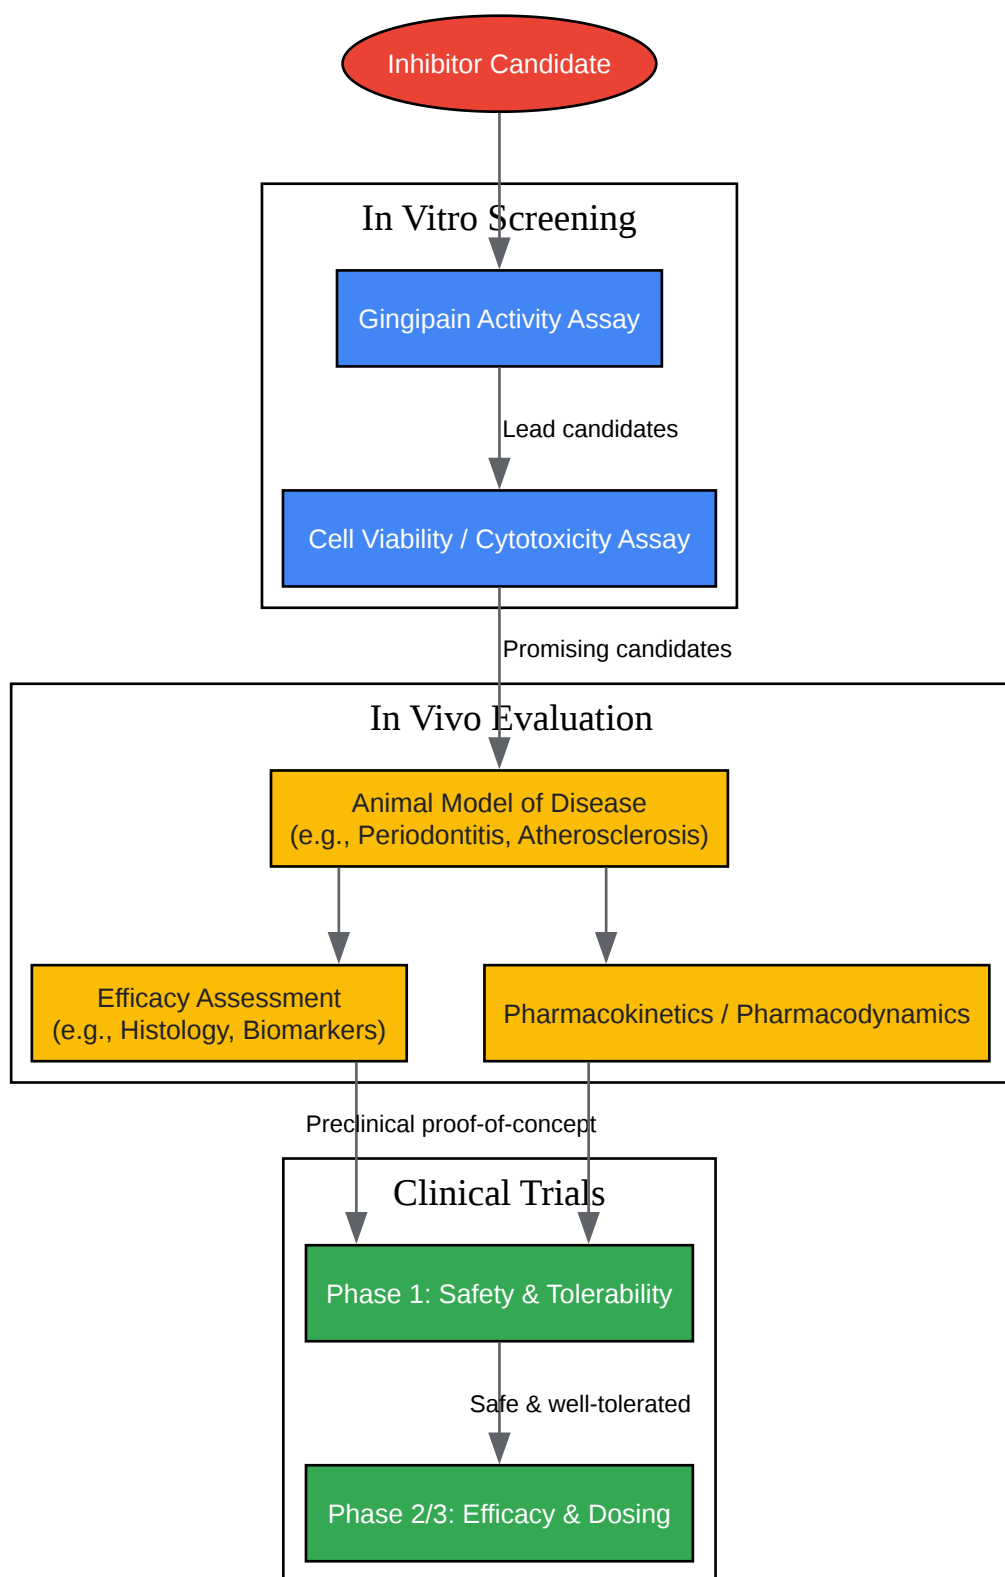 Inhibitor Candidate
In Vitro Screening
Gingipain Activity Assay
Lead candidates
Cell Viability / Cytotoxicity Assay
Promising candidates
In Vivo Evaluation
Animal Model of Disease
(e.g., Periodontitis, Atherosclerosis)
Efficacy Assessment
(e.g., Histology, Biomarkers)
Pharmacokinetics / Pharmacodynamics
Preclinical proof-of-concept
Clinical Trials
Phase 1: Safety & Tolerability
Safe & well-tolerated
Phase 2/3: Efficacy & Dosing